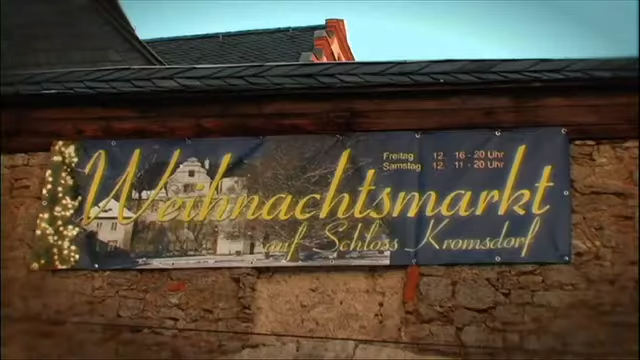 Weihnachtsmarkt
auf Schloss Kromsdorf
Freitag 12. 16 - 20 Uhr
Samstag 12. 11 - 20 Uhr